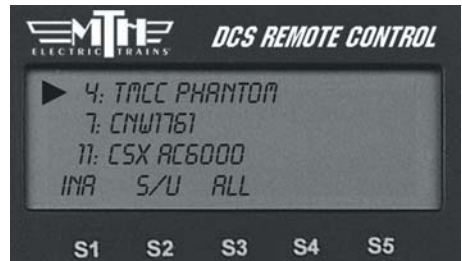 MTH
ELECTRIC TRAINS
DCS REMOTE CONTROL
4: TMCC PHANTOM
7: CNW1761
11: CSX AC6000
INA S/U ALL
S1 S2 S3 S4 S5